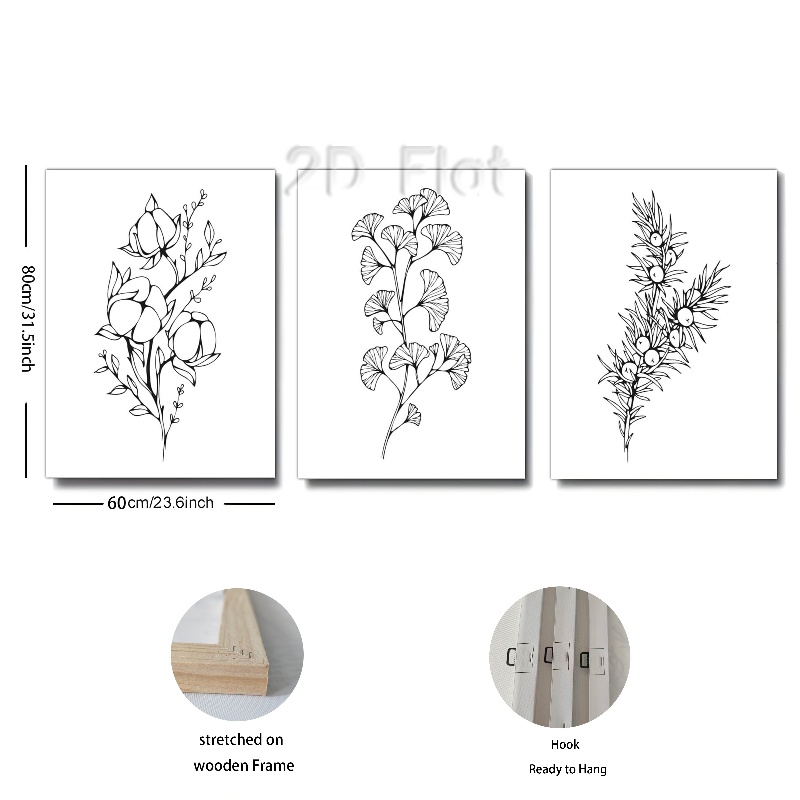 2D Flat
80cm/31.5inch
60cm/23.6inch
stretched on
wooden Frame
Hook
Ready to Hang